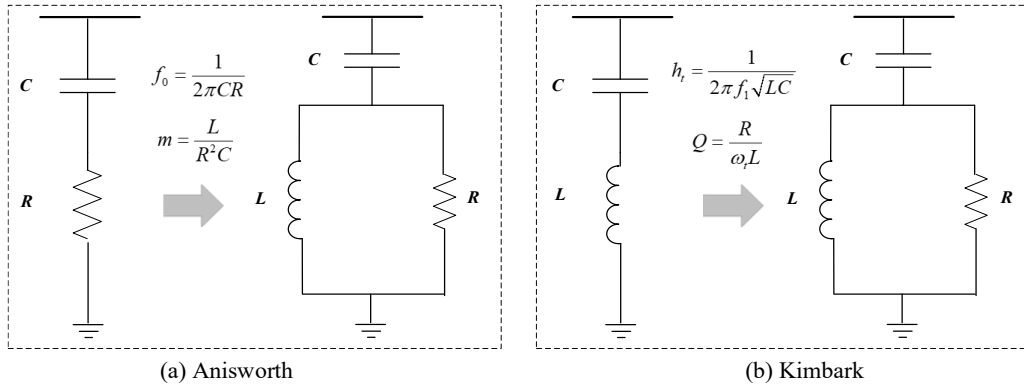 C
R
f₀ = 1 / (2πCR)
m = L / (R²C)
C
L
R
C
L
hₜ = 1 / (2πf₁√(LC))
Q = R / (ωₜL)
C
L
R
(a) Anisworth
(b) Kimbark